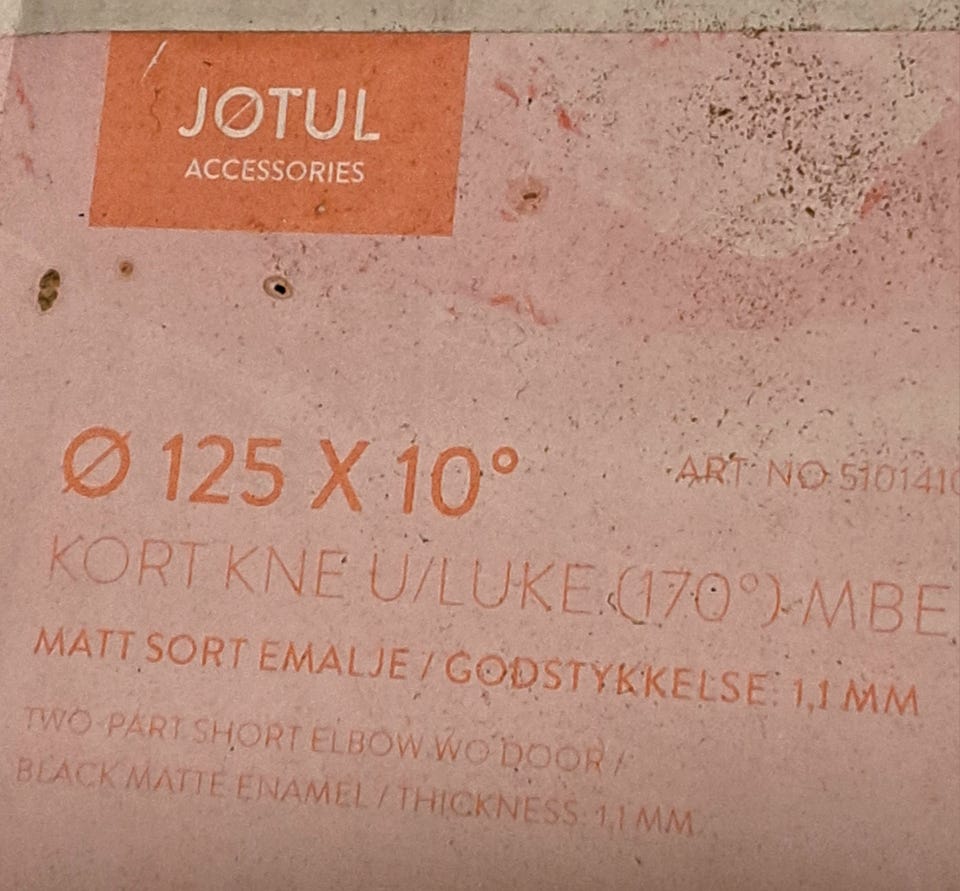 JØTUL
ACCESSORIES
Ø 125 X 10°
ART. NO 510141
KORT KNE U/LUKE (170°)-MBE
MATT SORT EMALJE / GODSTYKKELSE: 1,1 MM
TWO-PART SHORT ELBOW WO DOOR /
BLACK MATTE ENAMEL / THICKNESS: 1,1 MM